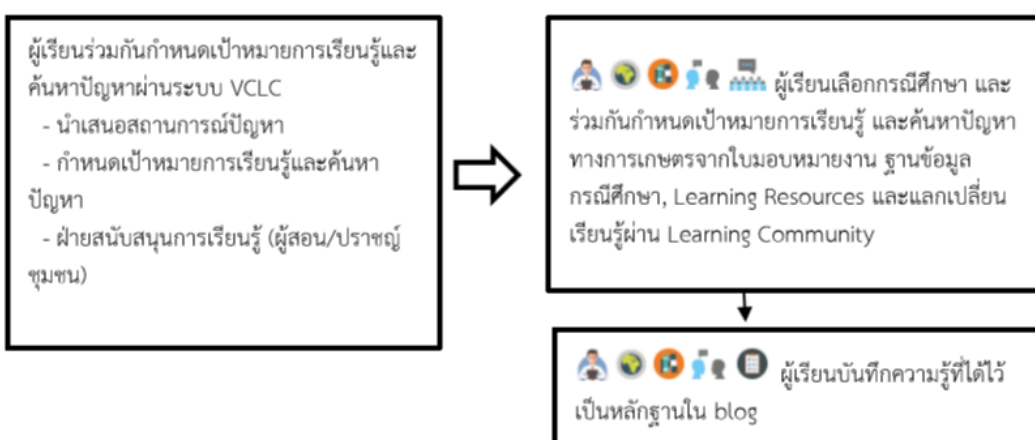 ผู้เรียนร่วมกันกำหนดเป้าหมายการเรียนรู้และ
ค้นหาปัญหาผ่านระบบ VCLC
- นำเสนอสถานการณ์ปัญหา
- กำหนดเป้าหมายการเรียนรู้และค้นหา
ปัญหา
- ฝ่ายสนับสนุนการเรียนรู้ (ผู้สอน/ปราชญ์
ชุมชน)
ผู้เรียนเลือกกรณีศึกษา และ
ร่วมกันกำหนดเป้าหมายการเรียนรู้ และค้นหาปัญหา
ทางการเกษตรจากใบมอบหมายงาน ฐานข้อมูล
กรณีศึกษา, Learning Resources และแลกเปลี่ยน
เรียนรู้ผ่าน Learning Community
ผู้เรียนบันทึกความรู้ที่ได้ไว้
เป็นหลักฐานใน blog